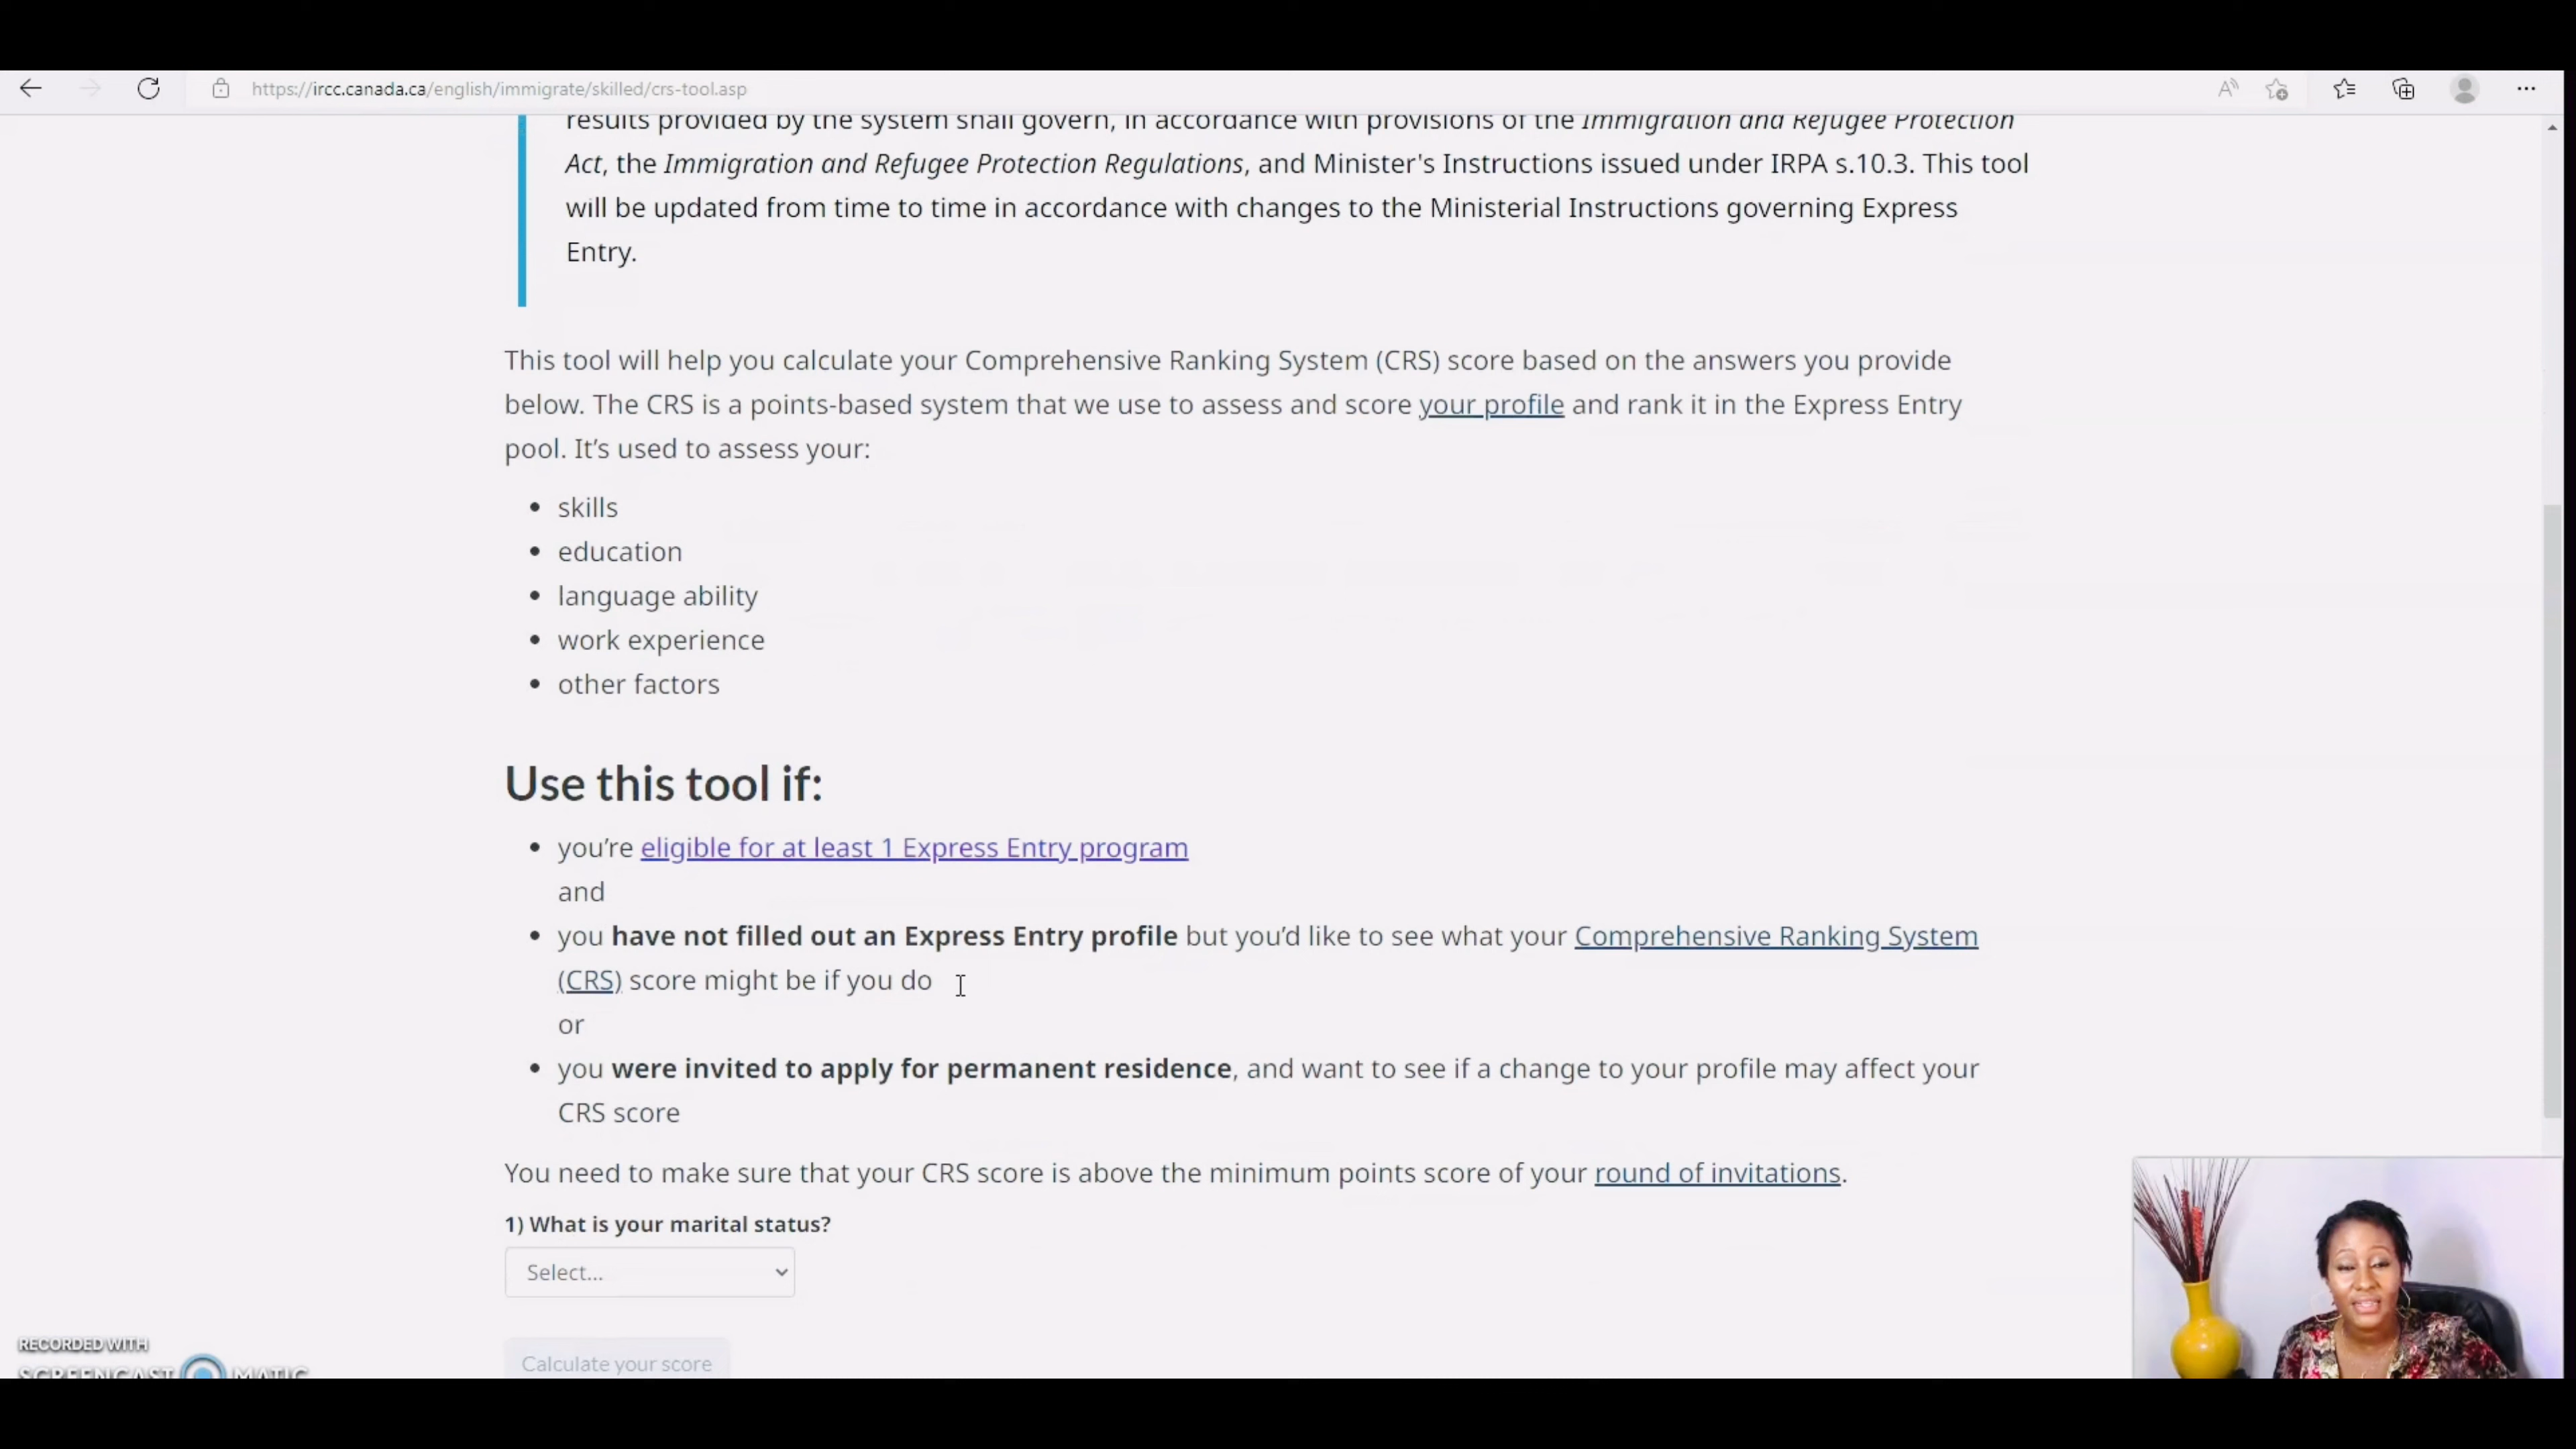 https://ircc.canada.ca/english/immigrate/skilled/crs-tool.asp
results provided by the system shall govern, in accordance with provisions of the Immigration and Refugee Protection
Act, the Immigration and Refugee Protection Regulations, and Minister's Instructions issued under IRPA s.10.3. This tool
will be updated from time to time in accordance with changes to the Ministerial Instructions governing Express
Entry.
This tool will help you calculate your Comprehensive Ranking System (CRS) score based on the answers you provide
below. The CRS is a points-based system that we use to assess and score your profile and rank it in the Express Entry
pool. It’s used to assess your:
• skills
• education
• language ability
• work experience
• other factors
Use this tool if:
• you’re eligible for at least 1 Express Entry program
and
• you have not filled out an Express Entry profile but you’d like to see what your Comprehensive Ranking System
(CRS) score might be if you do
or
• you were invited to apply for permanent residence, and want to see if a change to your profile may affect your
CRS score
You need to make sure that your CRS score is above the minimum points score of your round of invitations.
1) What is your marital status?
Select...
Calculate your score
RECORDED WITH
SCREENCAST MATIC